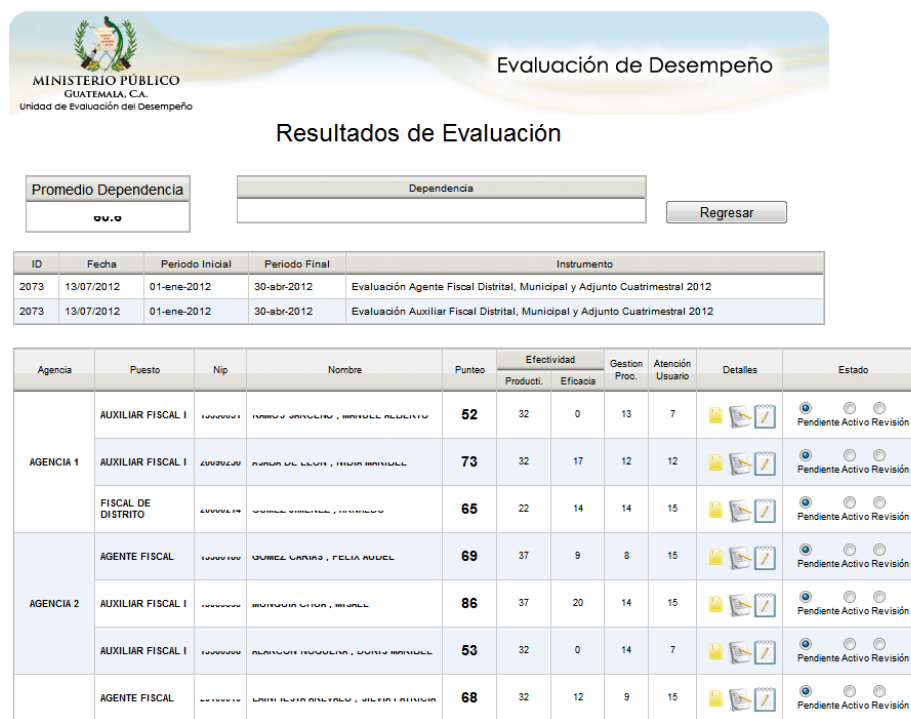 MINISTERIO PÚBLICO
GUATEMALA, C.A.
Unidad de Evaluación del Desempeño
Evaluación de Desempeño
Resultados de Evaluación
Promedio Dependencia
Dependencia
Regresar
ID Fecha Periodo Inicial Periodo Final Instrumento
2073 13/07/2012 01-ene-2012 30-abr-2012 Evaluación Agente Fiscal Distrital, Municipal y Adjunto Cuatrimestral 2012
2073 13/07/2012 01-ene-2012 30-abr-2012 Evaluación Auxiliar Fiscal Distrital, Municipal y Adjunto Cuatrimestral 2012
Agencia Puesto Nip Nombre Punteo Efectividad Gestion Proc. Atención Usuario Detalles Estado
Producti. Eficacia
AUXILIAR FISCAL I 52 32 0 13 7
Pendiente Activo Revisión
AGENCIA 1 AUXILIAR FISCAL I 73 32 17 12 12
Pendiente Activo Revisión
FISCAL DE
DISTRITO 65 22 14 14 15
Pendiente Activo Revisión
AGENTE FISCAL 69 37 9 8 15
Pendiente Activo Revisión
AGENCIA 2 AUXILIAR FISCAL I 86 37 20 14 15
Pendiente Activo Revisión
AUXILIAR FISCAL I 53 32 0 14 7
Pendiente Activo Revisión
AGENTE FISCAL 68 32 12 9 15
Pendiente Activo Revisión